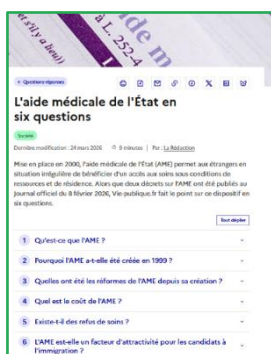 et s'il y a lieu)
à L. 252-4
de m
Questions-réponses
L'aide médicale de l'État en
six questions
Société
Dernière modification : 24 mars 2026 8 minutes | Par : La Rédaction
Mise en place en 2000, l'aide médicale de l'État (AME) permet aux étrangers en
situation irrégulière de bénéficier d'un accès aux soins sous conditions de
ressources et de résidence. Alors que deux décrets sur l'AME ont été publiés au
Journal officiel du 8 février 2026, Vie-publique.fr fait le point sur ce dispositif en
six questions.
Tout déplier
1 Qu'est-ce que l'AME ?
2 Pourquoi l'AME a-t-elle été créée en 1999 ?
3 Quelles ont été les réformes de l'AME depuis sa création ?
4 Quel est le coût de l'AME ?
5 Existe-t-il des refus de soins ?
6 L'AME est-elle un facteur d'attractivité pour les candidats à
l'immigration ?